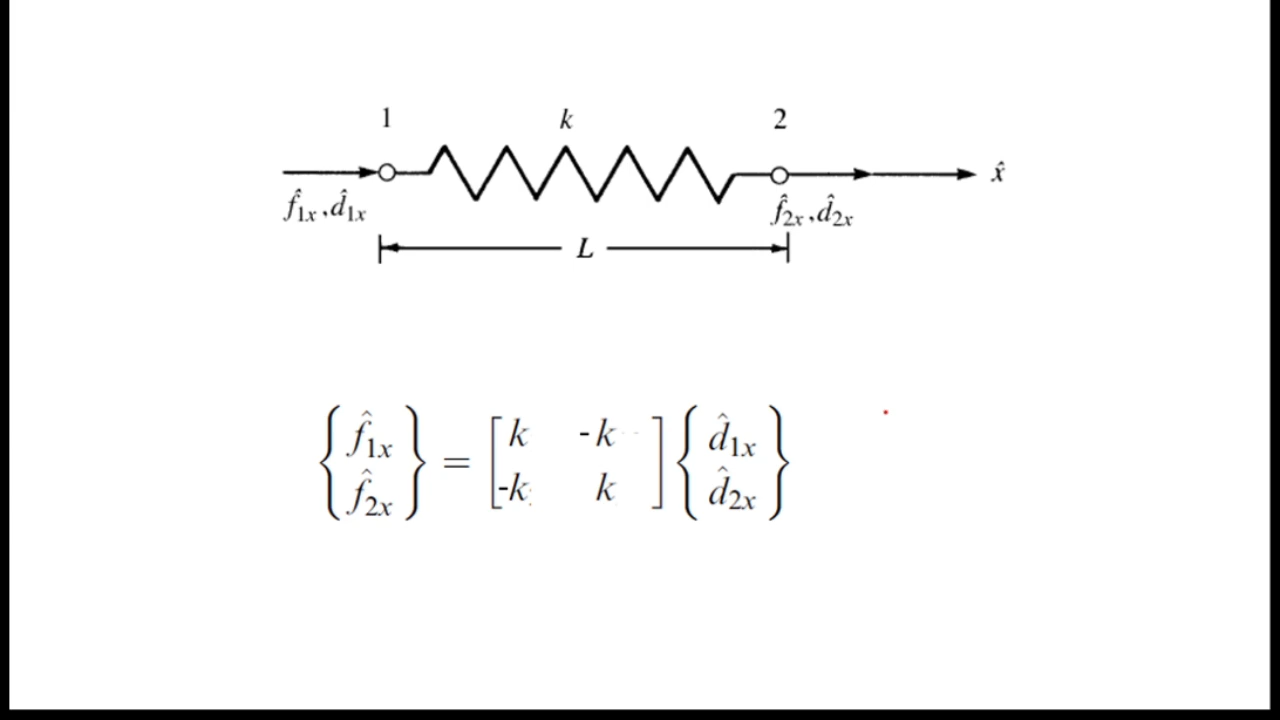 1 k 2
x̂
f̂1x, d̂1x f̂2x, d̂2x
L
{ f̂1x } = [ k -k ] { d̂1x }
{ f̂2x } [ -k k ] { d̂2x }